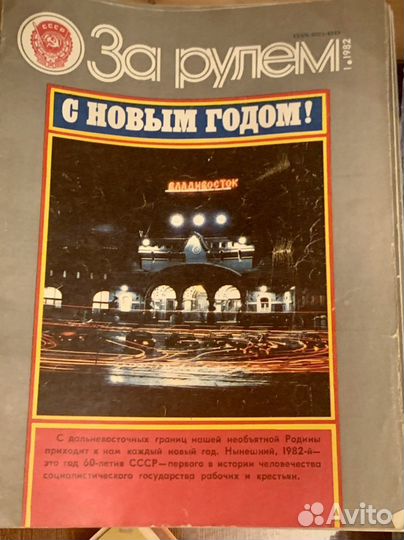 СССР
За рулем
1•1982
С НОВЫМ ГОДОМ!
ВЛАДИВОСТОК
С дальневосточных границ нашей необъятной Родины
приходит к нам каждый новый год. Нынешний, 1982-й—
это год 60-летия СССР—первого в истории человечества
социалистического государства рабочих и крестьян.
Avito